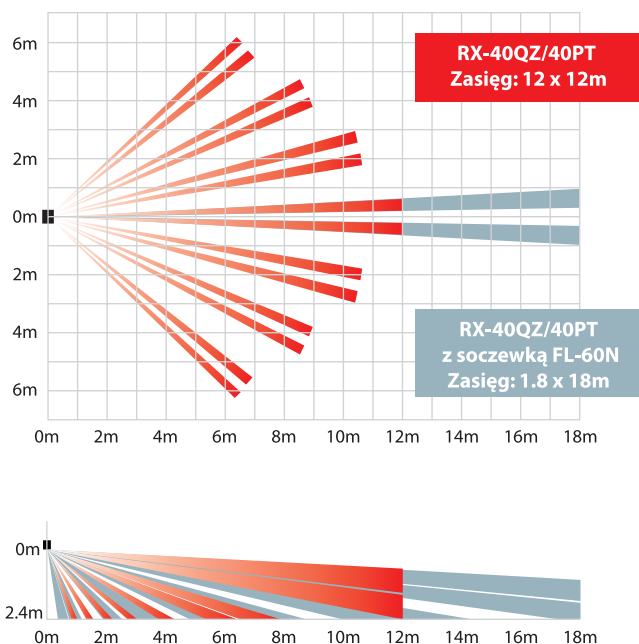 6m
RX-40QZ/40PT
Zasięg: 12 x 12m
4m
2m
0m
2m
RX-40QZ/40PT
z soczewką FL-60N
Zasięg: 1.8 x 18m
4m
6m
0m 2m 4m 6m 8m 10m 12m 14m 16m 18m
0m
2.4m
0m 2m 4m 6m 8m 10m 12m 14m 16m 18m